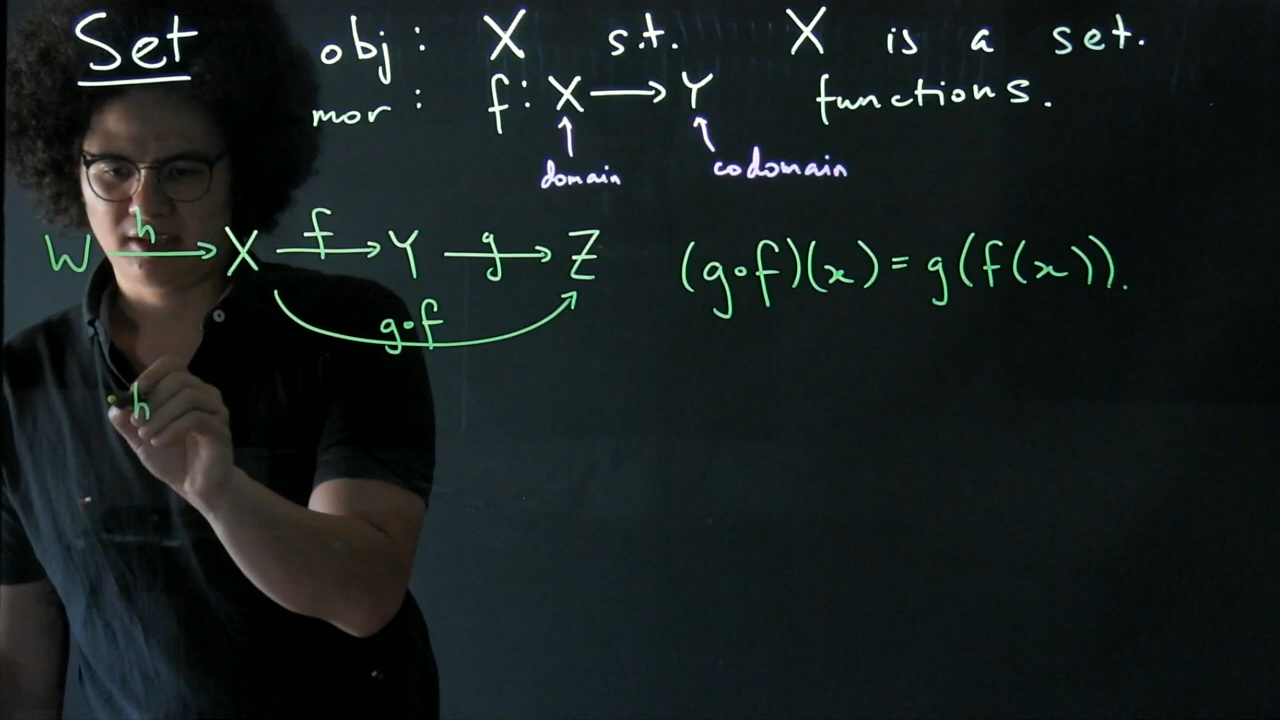 Set obj: X s.t. X is a set.
mor: f: X → Y functions.
↑ ↑
domain codomain
W h→ X f→ Y g→ Z (g∘f)(x) = g(f(x)).
g∘f
h